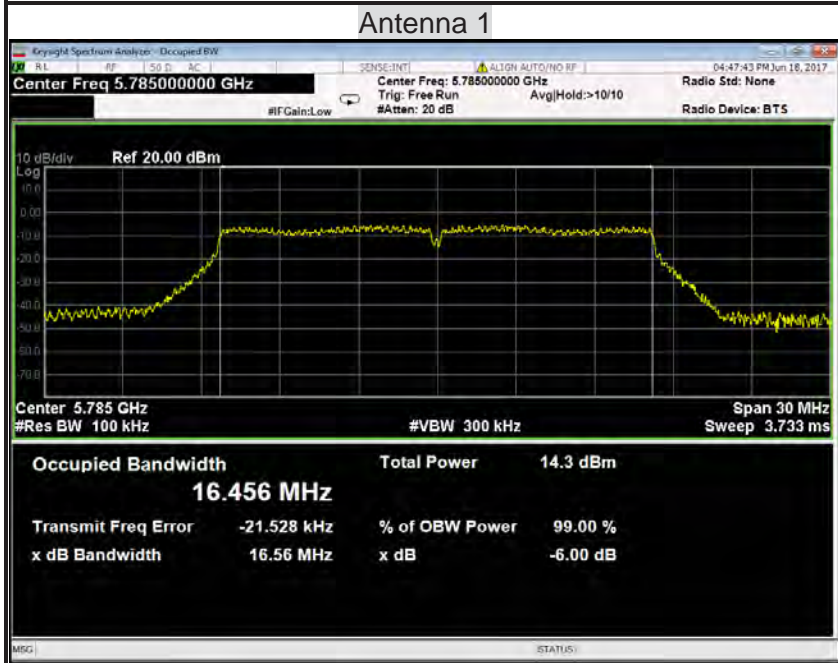 Antenna 1
Keysight Spectrum Analyzer - Occupied BW
RL RF 50 Ω AC SENSE:INT ALIGN AUTO/NO RF 04:47:43 PM Jun 18, 2017
Center Freq 5.785000000 GHz Center Freq: 5.785000000 GHz Radio Std: None
Trig: Free Run Avg|Hold:>10/10
#IFGain:Low #Atten: 20 dB Radio Device: BTS
10 dB/div Ref 20.00 dBm
Log
10.0
0.00
-10.0
-20.0
-30.0
-40.0
-50.0
-60.0
-70.0
Center 5.785 GHz Span 30 MHz
#Res BW 100 kHz #VBW 300 kHz Sweep 3.733 ms
Occupied Bandwidth Total Power 14.3 dBm
16.456 MHz
Transmit Freq Error -21.528 kHz % of OBW Power 99.00 %
x dB Bandwidth 16.56 MHz x dB -6.00 dB
MSG STATUS